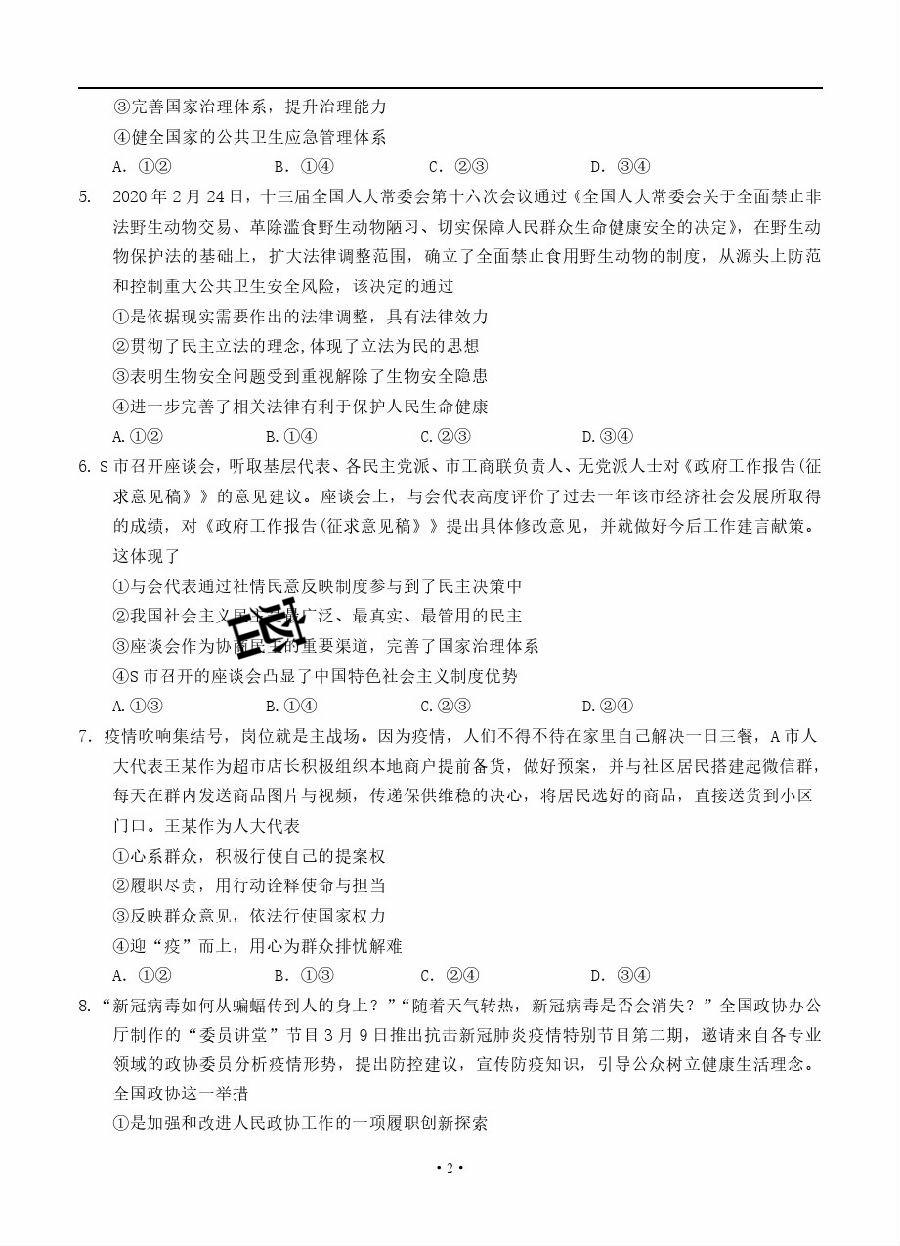 ③完善国家治理体系，提升治理能力
④健全国家的公共卫生应急管理体系
A. ①② B. ①④ C. ②③ D. ③④
5. 2020年2月24日，十三届全国人大常委会第十六次会议通过《全国人大常委会关于全面禁止非
法野生动物交易、革除滥食野生动物陋习、切实保障人民群众生命健康安全的决定》，在野生动
物保护法的基础上，扩大法律调整范围，确立了全面禁止食用野生动物的制度，从源头上防范
和控制重大公共卫生安全风险，该决定的通过
①是依据现实需要作出的法律调整，具有法律效力
②贯彻了民主立法的理念,体现了立法为民的思想
③表明生物安全问题受到重视解除了生物安全隐患
④进一步完善了相关法律有利于保护人民生命健康
A.①② B.①④ C.②③ D.③④
6. S市召开座谈会，听取基层代表、各民主党派、市工商联负责人、无党派人士对《政府工作报告(征
求意见稿》》的意见建议。座谈会上，与会代表高度评价了过去一年该市经济社会发展所取得
的成绩，对《政府工作报告(征求意见稿》》提出具体修改意见，并就做好今后工作建言献策。
这体现了
①与会代表通过社情民意反映制度参与到了民主决策中
②我国社会主义民主是最广泛、最真实、最管用的民主
③座谈会作为协商民主的重要渠道，完善了国家治理体系
④S市召开的座谈会凸显了中国特色社会主义制度优势
A.①③ B.①④ C.②③ D.②④
7. 疫情吹响集结号，岗位就是主战场。因为疫情，人们不得不待在家里自己解决一日三餐，A市人
大代表王某作为超市店长积极组织本地商户提前备货，做好预案，并与社区居民搭建起微信群，
每天在群内发送商品图片与视频，传递保供维稳的决心，将居民选好的商品，直接送货到小区
门口。王某作为人大代表
①心系群众，积极行使自己的提案权
②履职尽责，用行动诠释使命与担当
③反映群众意见，依法行使国家权力
④迎“疫”而上，用心为群众排忧解难
A. ①② B. ①③ C. ②④ D. ③④
8. “新冠病毒如何从蝙蝠传到人的身上？”“随着天气转热，新冠病毒是否会消失？”全国政协办公
厅制作的“委员讲堂”节目3月9日推出抗击新冠肺炎疫情特别节目第二期，邀请来自各专业
领域的政协委员分析疫情形势，提出防控建议，宣传防疫知识，引导公众树立健康生活理念。
全国政协这一举措
①是加强和改进人民政协工作的一项履职创新探索
·2·